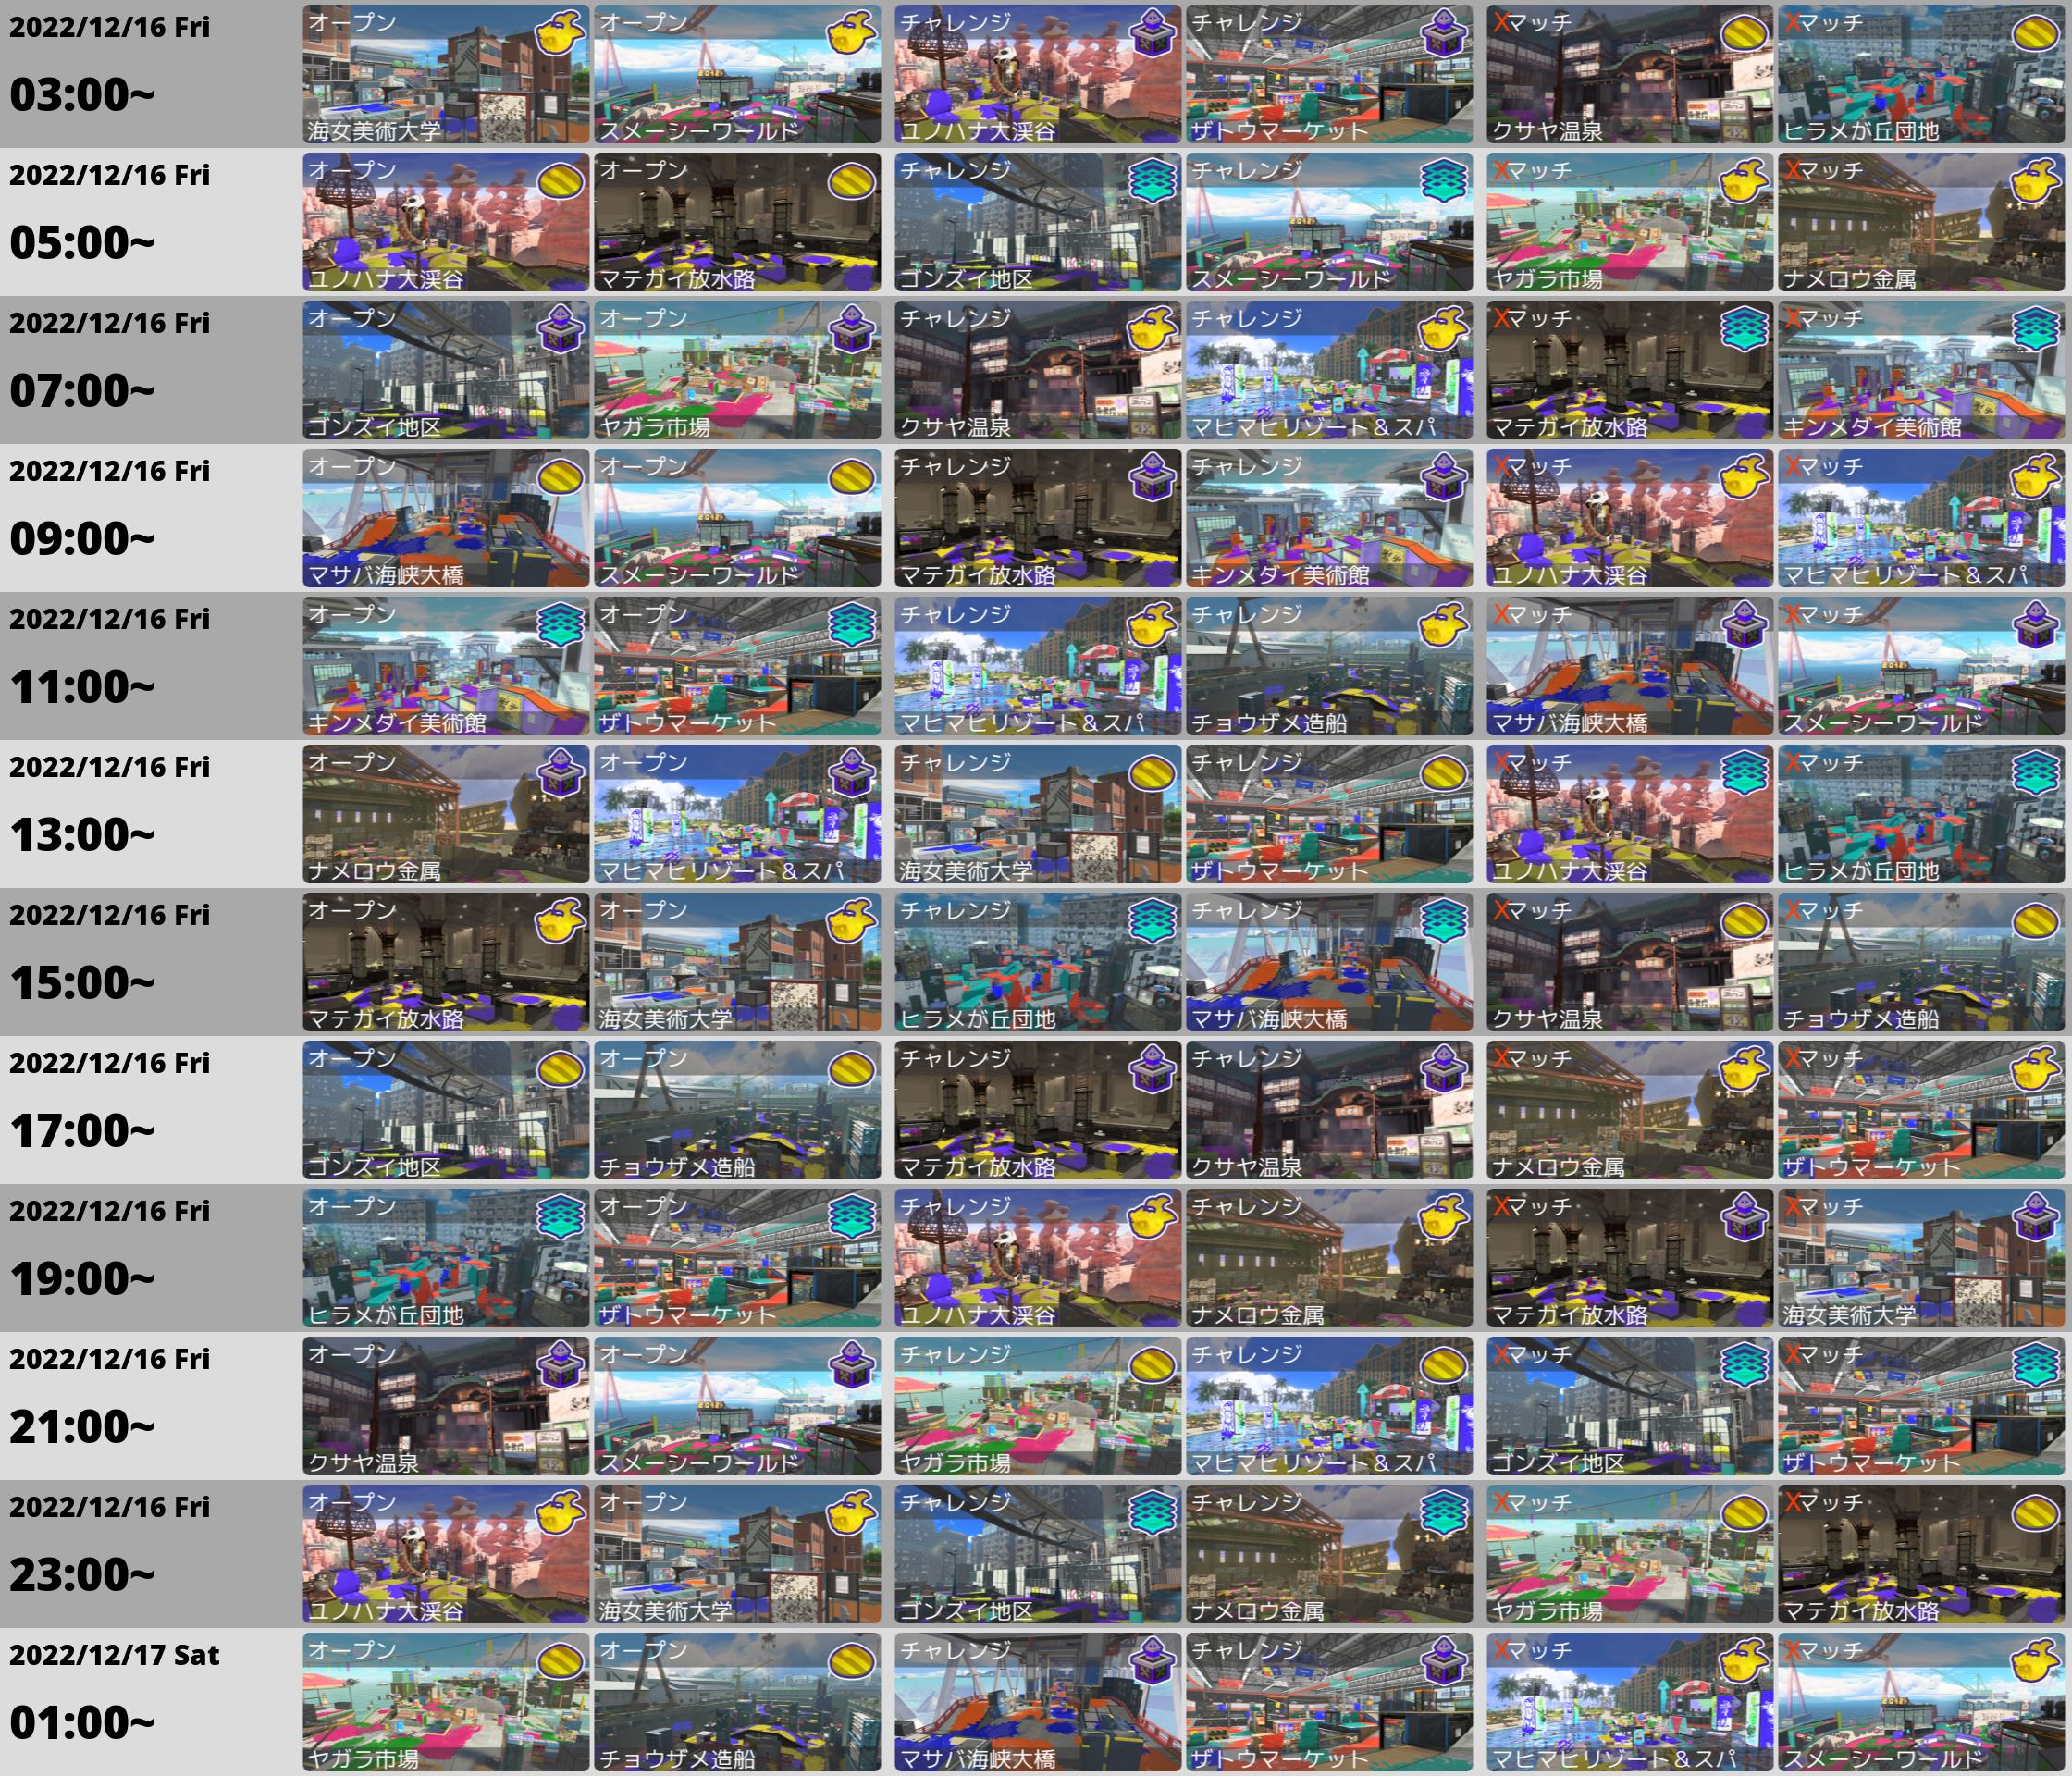 2022/12/16 Fri
03:00~
オープン
海女美術大学
オープン
スメーシーワールド
チャレンジ
ユノハナ大渓谷
チャレンジ
ザトウマーケット
Xマッチ
クサヤ温泉
Xマッチ
ヒラメが丘団地
2022/12/16 Fri
05:00~
オープン
ユノハナ大渓谷
オープン
マテガイ放水路
チャレンジ
ゴンズイ地区
チャレンジ
スメーシーワールド
Xマッチ
ヤガラ市場
Xマッチ
ナメロウ金属
2022/12/16 Fri
07:00~
オープン
ゴンズイ地区
オープン
ヤガラ市場
チャレンジ
クサヤ温泉
チャレンジ
マヒマヒリゾート＆スパ
Xマッチ
マテガイ放水路
Xマッチ
キンメダイ美術館
2022/12/16 Fri
09:00~
オープン
マサバ海峡大橋
オープン
スメーシーワールド
チャレンジ
マテガイ放水路
チャレンジ
キンメダイ美術館
Xマッチ
ユノハナ大渓谷
Xマッチ
マヒマヒリゾート＆スパ
2022/12/16 Fri
11:00~
オープン
キンメダイ美術館
オープン
ザトウマーケット
チャレンジ
マヒマヒリゾート＆スパ
チャレンジ
チョウザメ造船
Xマッチ
マサバ海峡大橋
Xマッチ
スメーシーワールド
2022/12/16 Fri
13:00~
オープン
ナメロウ金属
オープン
マヒマヒリゾート＆スパ
チャレンジ
海女美術大学
チャレンジ
ザトウマーケット
Xマッチ
ユノハナ大渓谷
Xマッチ
ヒラメが丘団地
2022/12/16 Fri
15:00~
オープン
マテガイ放水路
オープン
海女美術大学
チャレンジ
ヒラメが丘団地
チャレンジ
マサバ海峡大橋
Xマッチ
クサヤ温泉
Xマッチ
チョウザメ造船
2022/12/16 Fri
17:00~
オープン
ゴンズイ地区
オープン
チョウザメ造船
チャレンジ
マテガイ放水路
チャレンジ
クサヤ温泉
Xマッチ
ナメロウ金属
Xマッチ
ザトウマーケット
2022/12/16 Fri
19:00~
オープン
ヒラメが丘団地
オープン
ザトウマーケット
チャレンジ
ユノハナ大渓谷
チャレンジ
ナメロウ金属
Xマッチ
マテガイ放水路
Xマッチ
海女美術大学
2022/12/16 Fri
21:00~
オープン
クサヤ温泉
オープン
スメーシーワールド
チャレンジ
ヤガラ市場
チャレンジ
マヒマヒリゾート＆スパ
Xマッチ
ゴンズイ地区
Xマッチ
ザトウマーケット
2022/12/16 Fri
23:00~
オープン
ユノハナ大渓谷
オープン
海女美術大学
チャレンジ
ゴンズイ地区
チャレンジ
ナメロウ金属
Xマッチ
ヤガラ市場
Xマッチ
マテガイ放水路
2022/12/17 Sat
01:00~
オープン
ヤガラ市場
オープン
チョウザメ造船
チャレンジ
マサバ海峡大橋
チャレンジ
ザトウマーケット
Xマッチ
マヒマヒリゾート＆スパ
Xマッチ
スメーシーワールド